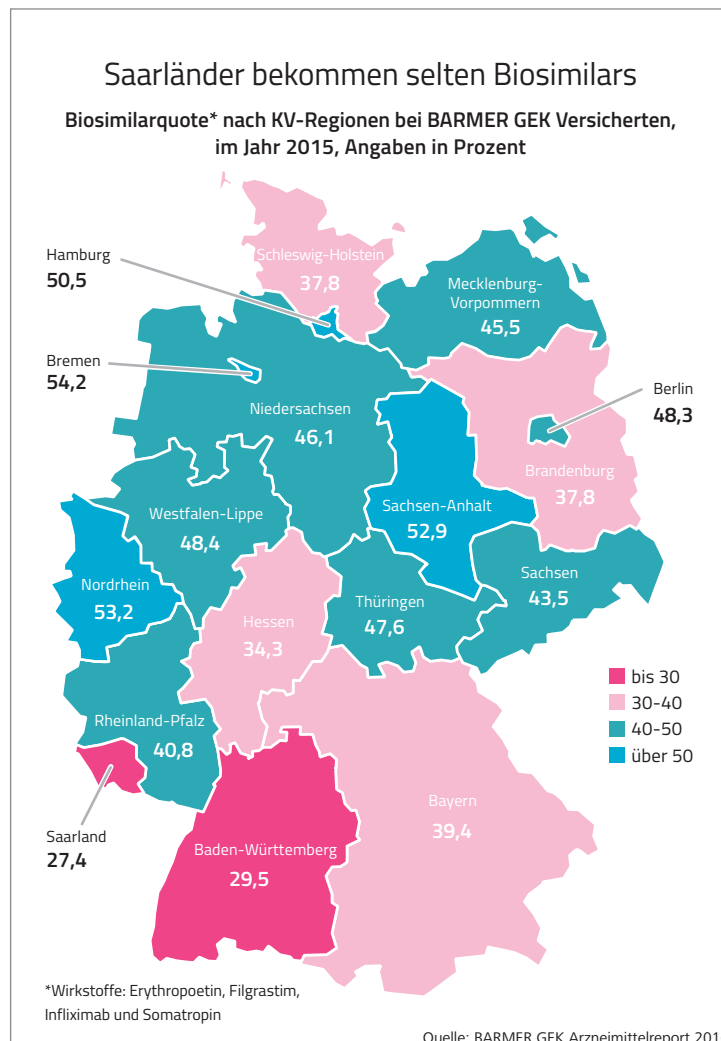 Saarländer bekommen selten Biosimilars
Biosimilarquote* nach KV-Regionen bei BARMER GEK Versicherten,
im Jahr 2015, Angaben in Prozent
Hamburg
50,5
Schleswig-Holstein
37,8
Mecklenburg-
Vorpommern
45,5
Bremen
54,2
Niedersachsen
46,1
Berlin
48,3
Brandenburg
37,8
Westfalen-Lippe
48,4
Sachsen-Anhalt
52,9
Nordrhein
53,2
Hessen
34,3
Thüringen
47,6
Sachsen
43,5
bis 30
30-40
40-50
über 50
Rheinland-Pfalz
40,8
Saarland
27,4
Baden-Württemberg
29,5
Bayern
39,4
*Wirkstoffe: Erythropoetin, Filgrastim,
Infliximab und Somatropin
Quelle: BARMER GEK Arzneimittelreport